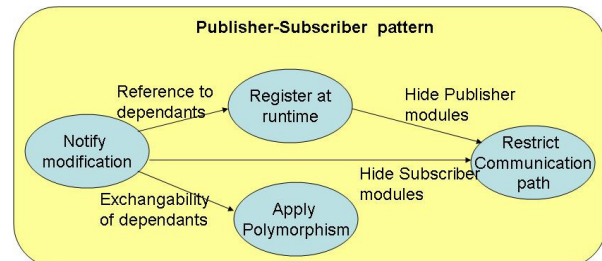 Publisher-Subscriber pattern
Reference to
dependants
Register at
runtime
Hide Publisher
modules
Notify
modification
Restrict
Communication
path
Hide Subscriber
modules
Exchangability
of dependants
Apply
Polymorphism